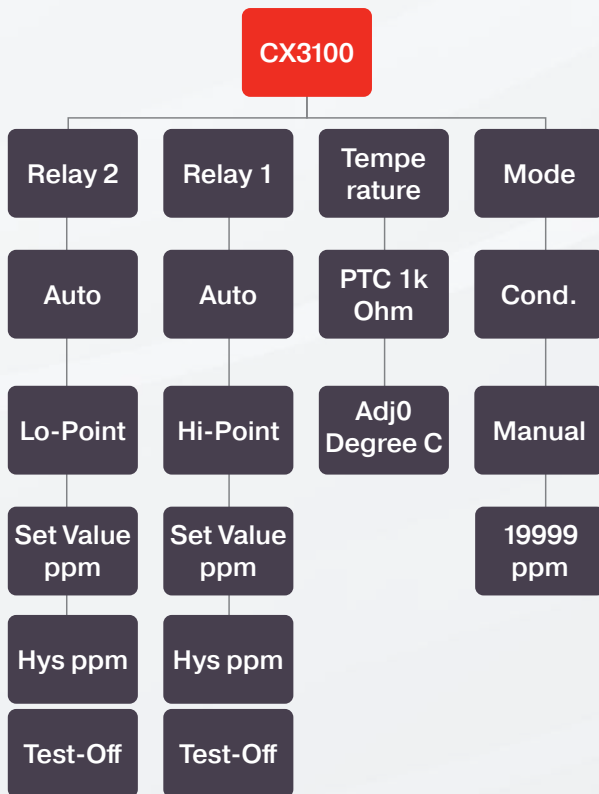 CX3100
Relay 2
Relay 1
Tempe
rature
Mode
Auto
Auto
PTC 1k
Ohm
Cond.
Lo-Point
Hi-Point
Adj0
Degree C
Manual
Set Value
ppm
Set Value
ppm
19999
ppm
Hys ppm
Hys ppm
Test-Off
Test-Off